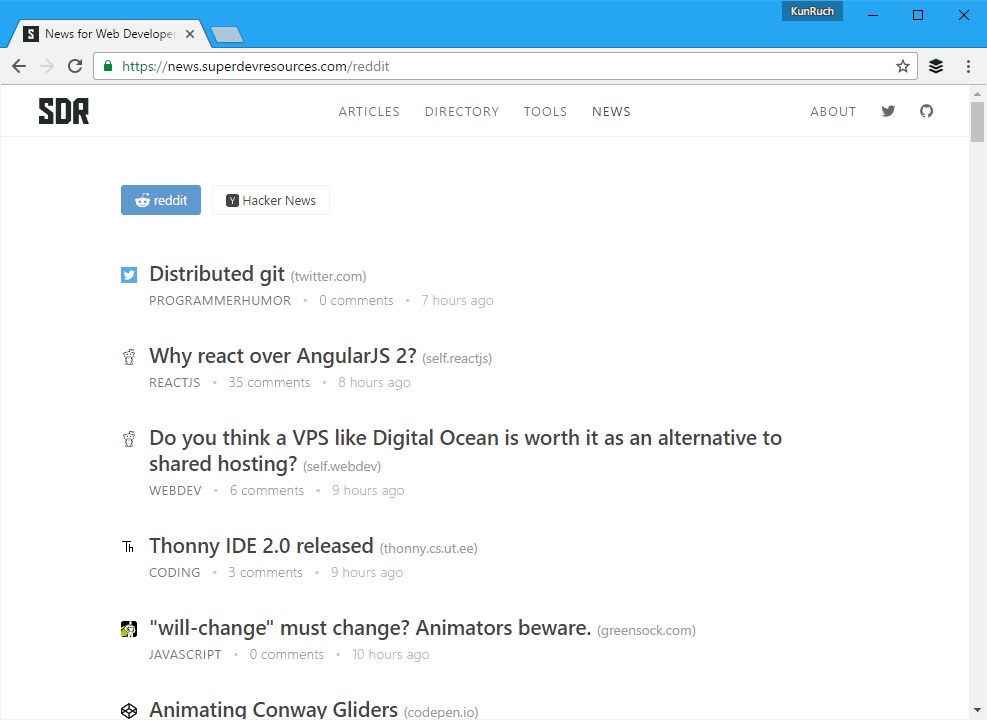 KunRuch
S News for Web Develope
https://news.superdevresources.com/reddit
SDR ARTICLES DIRECTORY TOOLS NEWS ABOUT
reddit Y Hacker News
Distributed git (twitter.com)
PROGRAMMERHUMOR • 0 comments • 7 hours ago
Why react over AngularJS 2? (self.reactjs)
REACTJS • 35 comments • 8 hours ago
Do you think a VPS like Digital Ocean is worth it as an alternative to
shared hosting? (self.webdev)
WEBDEV • 6 comments • 9 hours ago
Th Thonny IDE 2.0 released (thonny.cs.ut.ee)
CODING • 3 comments • 9 hours ago
"will-change" must change? Animators beware. (greensock.com)
JAVASCRIPT • 0 comments • 10 hours ago
Animating Conway Gliders (codepen.io)